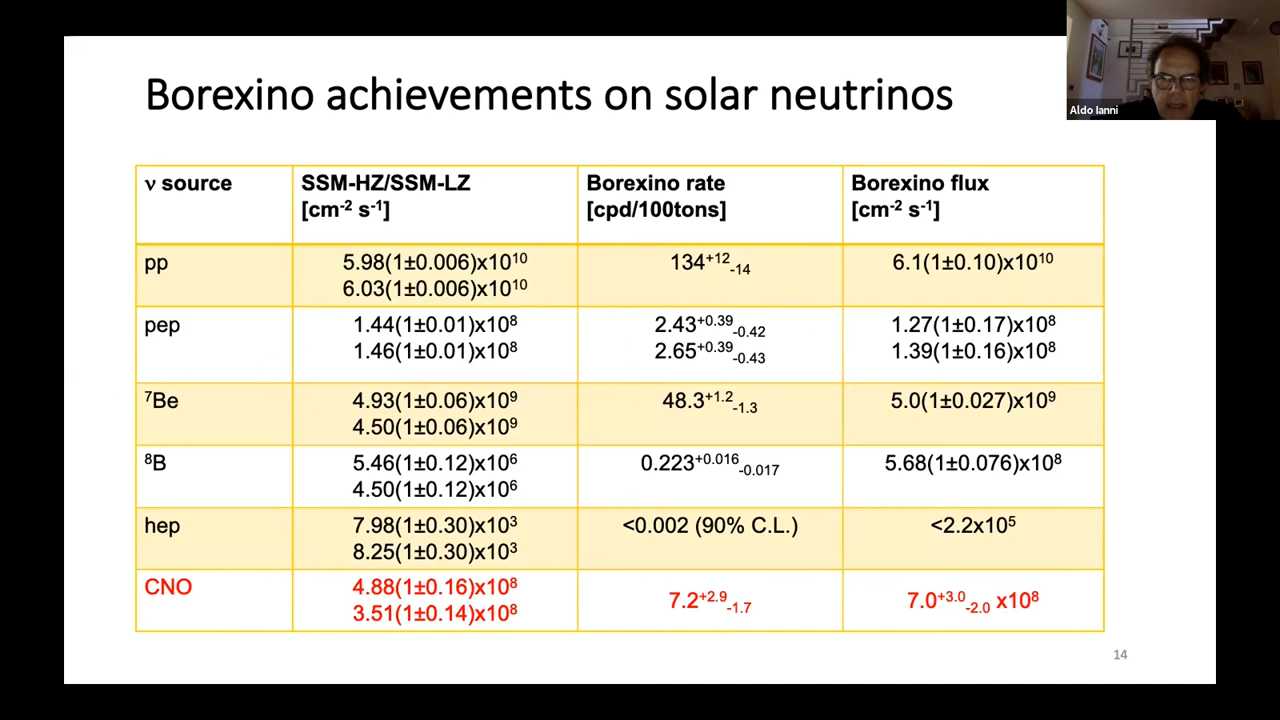 Borexino achievements on solar neutrinos
Aldo Ianni
ν source
SSM-HZ/SSM-LZ
[cm⁻² s⁻¹]
Borexino rate
[cpd/100tons]
Borexino flux
[cm⁻² s⁻¹]
pp
5.98(1±0.006)x10¹⁰
6.03(1±0.006)x10¹⁰
134⁺¹²₋₁₄
6.1(1±0.10)x10¹⁰
pep
1.44(1±0.01)x10⁸
1.46(1±0.01)x10⁸
2.43⁺⁰·³⁹₋₀.₄₂
2.65⁺⁰·³⁹₋₀.₄₃
1.27(1±0.17)x10⁸
1.39(1±0.16)x10⁸
⁷Be
4.93(1±0.06)x10⁹
4.50(1±0.06)x10⁹
48.3⁺¹·²₋₁.₃
5.0(1±0.027)x10⁹
⁸B
5.46(1±0.12)x10⁶
4.50(1±0.12)x10⁶
0.223⁺⁰·⁰¹⁶₋₀.₀₁₇
5.68(1±0.076)x10⁸
hep
7.98(1±0.30)x10³
8.25(1±0.30)x10³
<0.002 (90% C.L.)
<2.2x10⁵
CNO
4.88(1±0.16)x10⁸
3.51(1±0.14)x10⁸
7.2⁺²·⁹₋₁.₇
7.0⁺³·⁰₋₂.₀ x10⁸
14